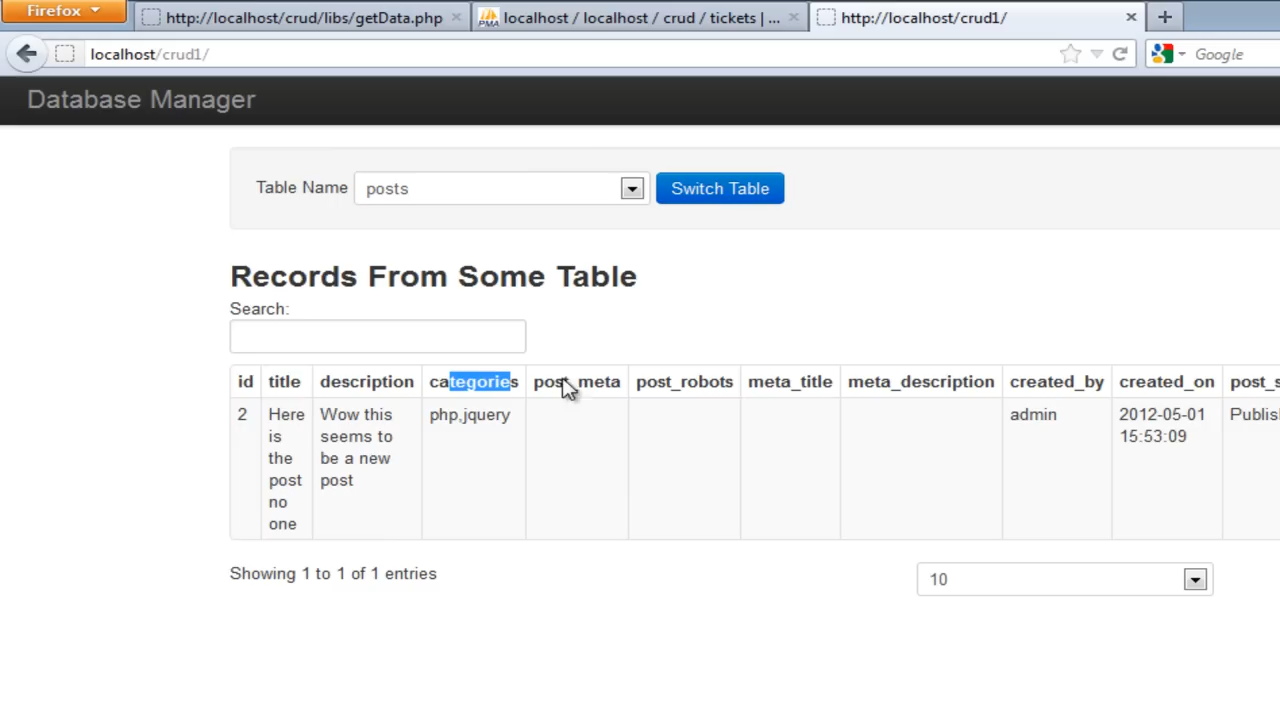 Firefox
http://localhost/crud/libs/getData.php
localhost / localhost / crud / tickets | ...
http://localhost/crud1/
localhost/crud1/
Google
Database Manager
Table Name posts Switch Table
Records From Some Table
Search:
id title description categories post_meta post_robots meta_title meta_description created_by created_on post_s
2 Here Wow this php,jquery admin 2012-05-01 Publis
is seems to 15:53:09
the be a new
post post
no
one
Showing 1 to 1 of 1 entries 10